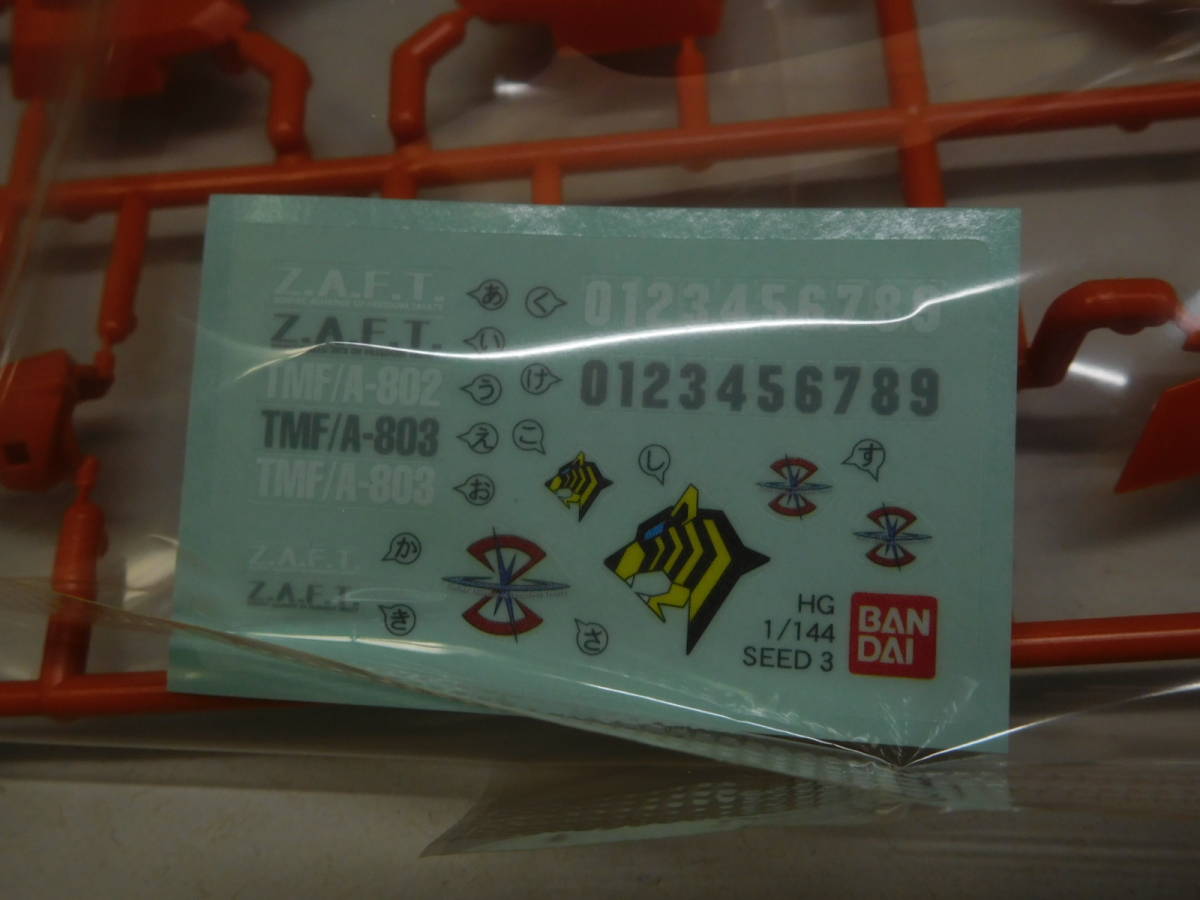 Z.A.F.T.
Z.A.F.T.
TMF/A-802
TMF/A-803
TMF/A-803
Z.A.F.T.
Z.A.F.T.
あ
い
う
え
お
か
き
く
け
こ
さ
し
す
0123456789
0123456789
HG
1/144
SEED 3
BAN
DAI